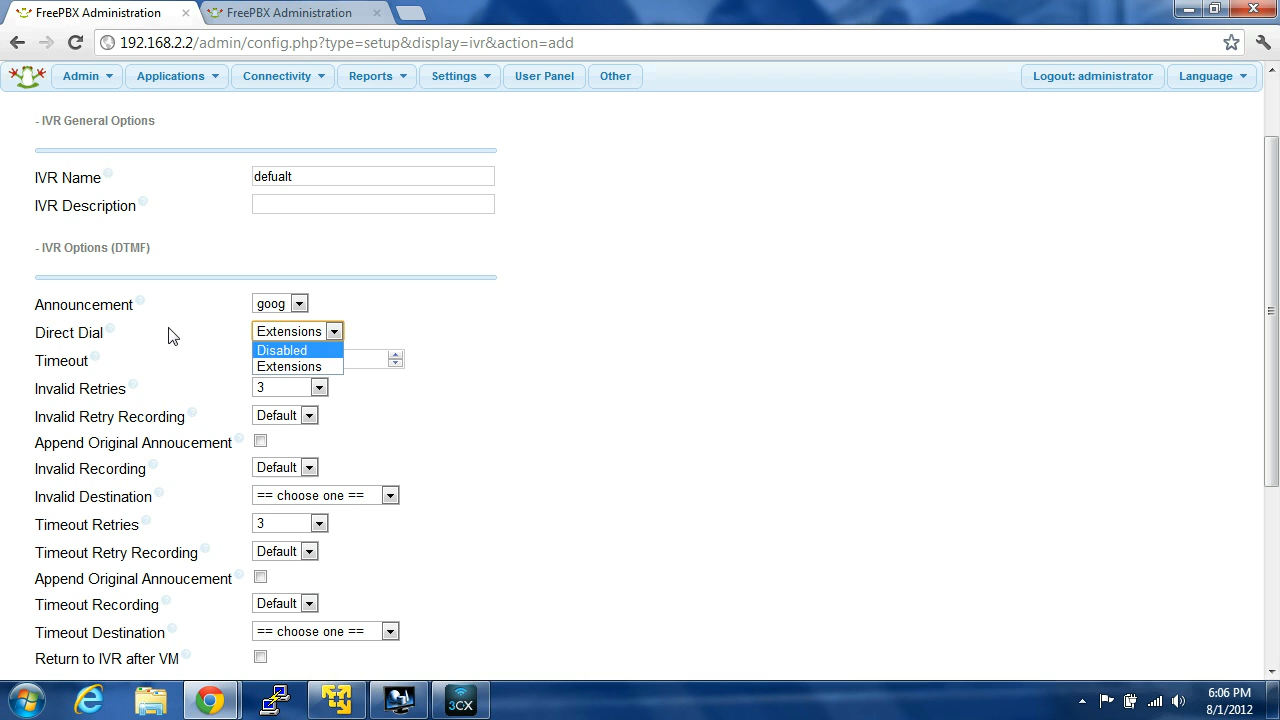 FreePBX Administration × FreePBX Administration ×
192.168.2.2/admin/config.php?type=setup&display=ivr&action=add
Admin Applications Connectivity Reports Settings User Panel Other Logout: administrator Language
- IVR General Options
IVR Name defualt
IVR Description
- IVR Options (DTMF)
Announcement goog
Direct Dial Extensions
Disabled
Timeout
Extensions
Invalid Retries 3
Invalid Retry Recording Default
Append Original Annoucement
Invalid Recording Default
Invalid Destination == choose one ==
Timeout Retries 3
Timeout Retry Recording Default
Append Original Annoucement
Timeout Recording Default
Timeout Destination == choose one ==
Return to IVR after VM
3CX
6:06 PM
8/1/2012